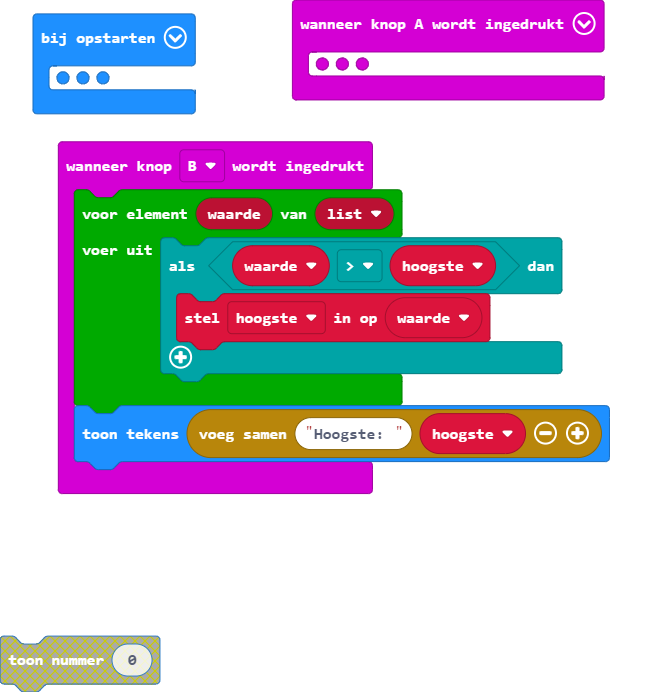 bij opstarten
wanneer knop A wordt ingedrukt
wanneer knop B wordt ingedrukt
voor element waarde van list
voer uit als waarde > hoogste dan
stel hoogste in op waarde
toon tekens voeg samen "Hoogste: " hoogste
toon nummer 0